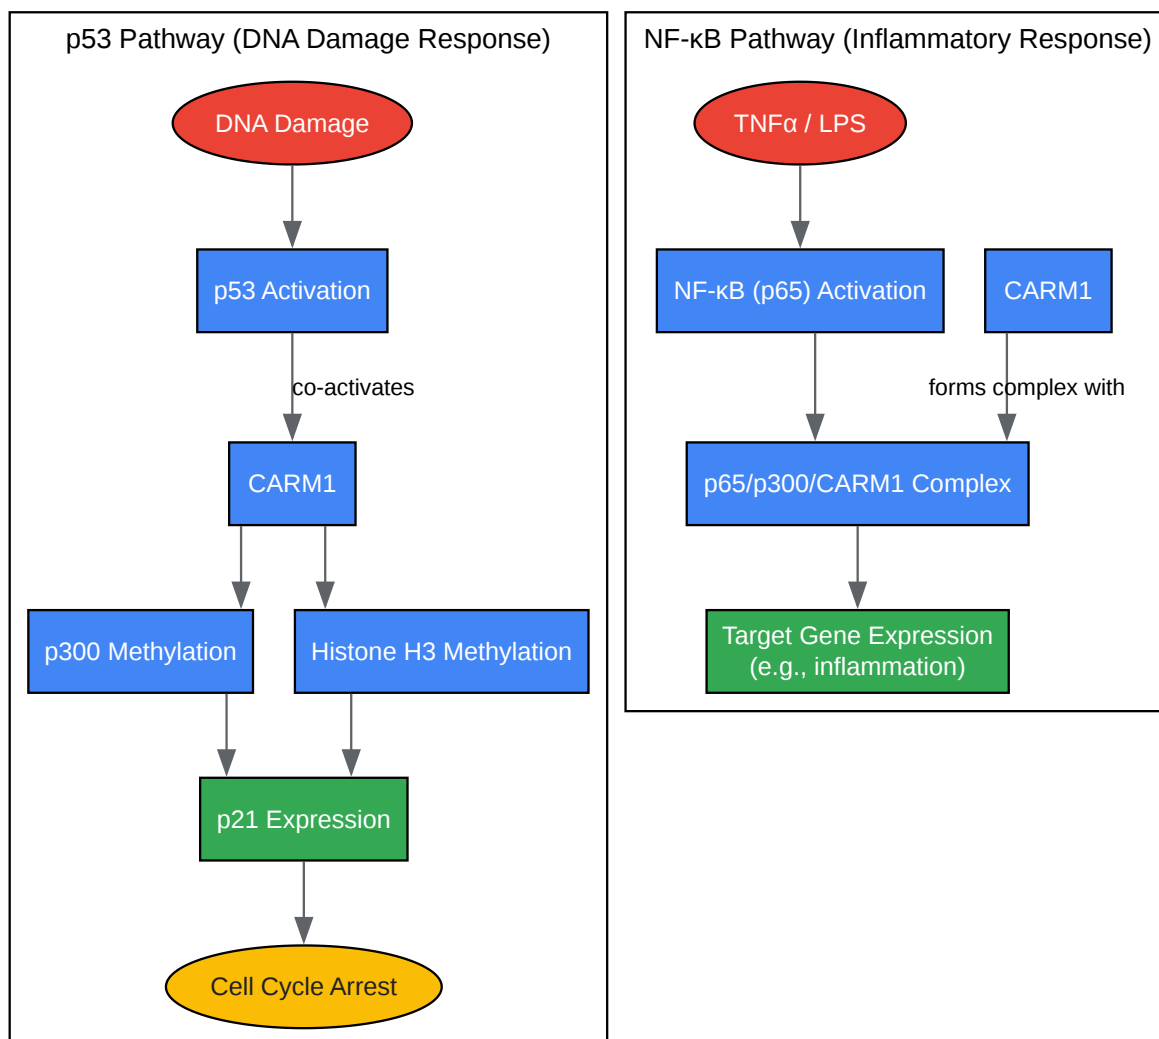 p53 Pathway (DNA Damage Response)
DNA Damage
p53 Activation
co-activates
CARM1
p300 Methylation
Histone H3 Methylation
p21 Expression
Cell Cycle Arrest
NF-κB Pathway (Inflammatory Response)
TNFα / LPS
NF-κB (p65) Activation
CARM1
forms complex with
p65/p300/CARM1 Complex
Target Gene Expression
(e.g., inflammation)